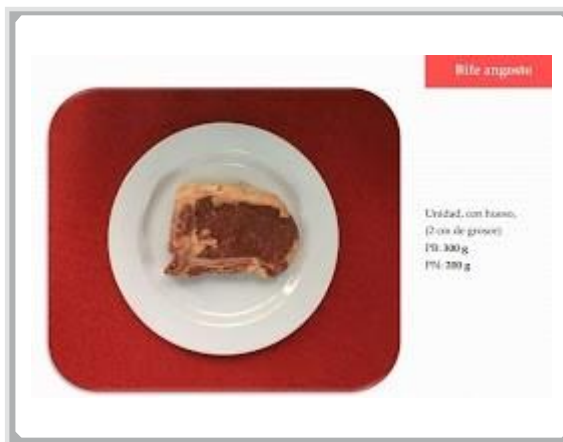 Bife angosto
Unidad, con hueso,
(2 cm de grosor)
PB: 300 g
PN: 200 g